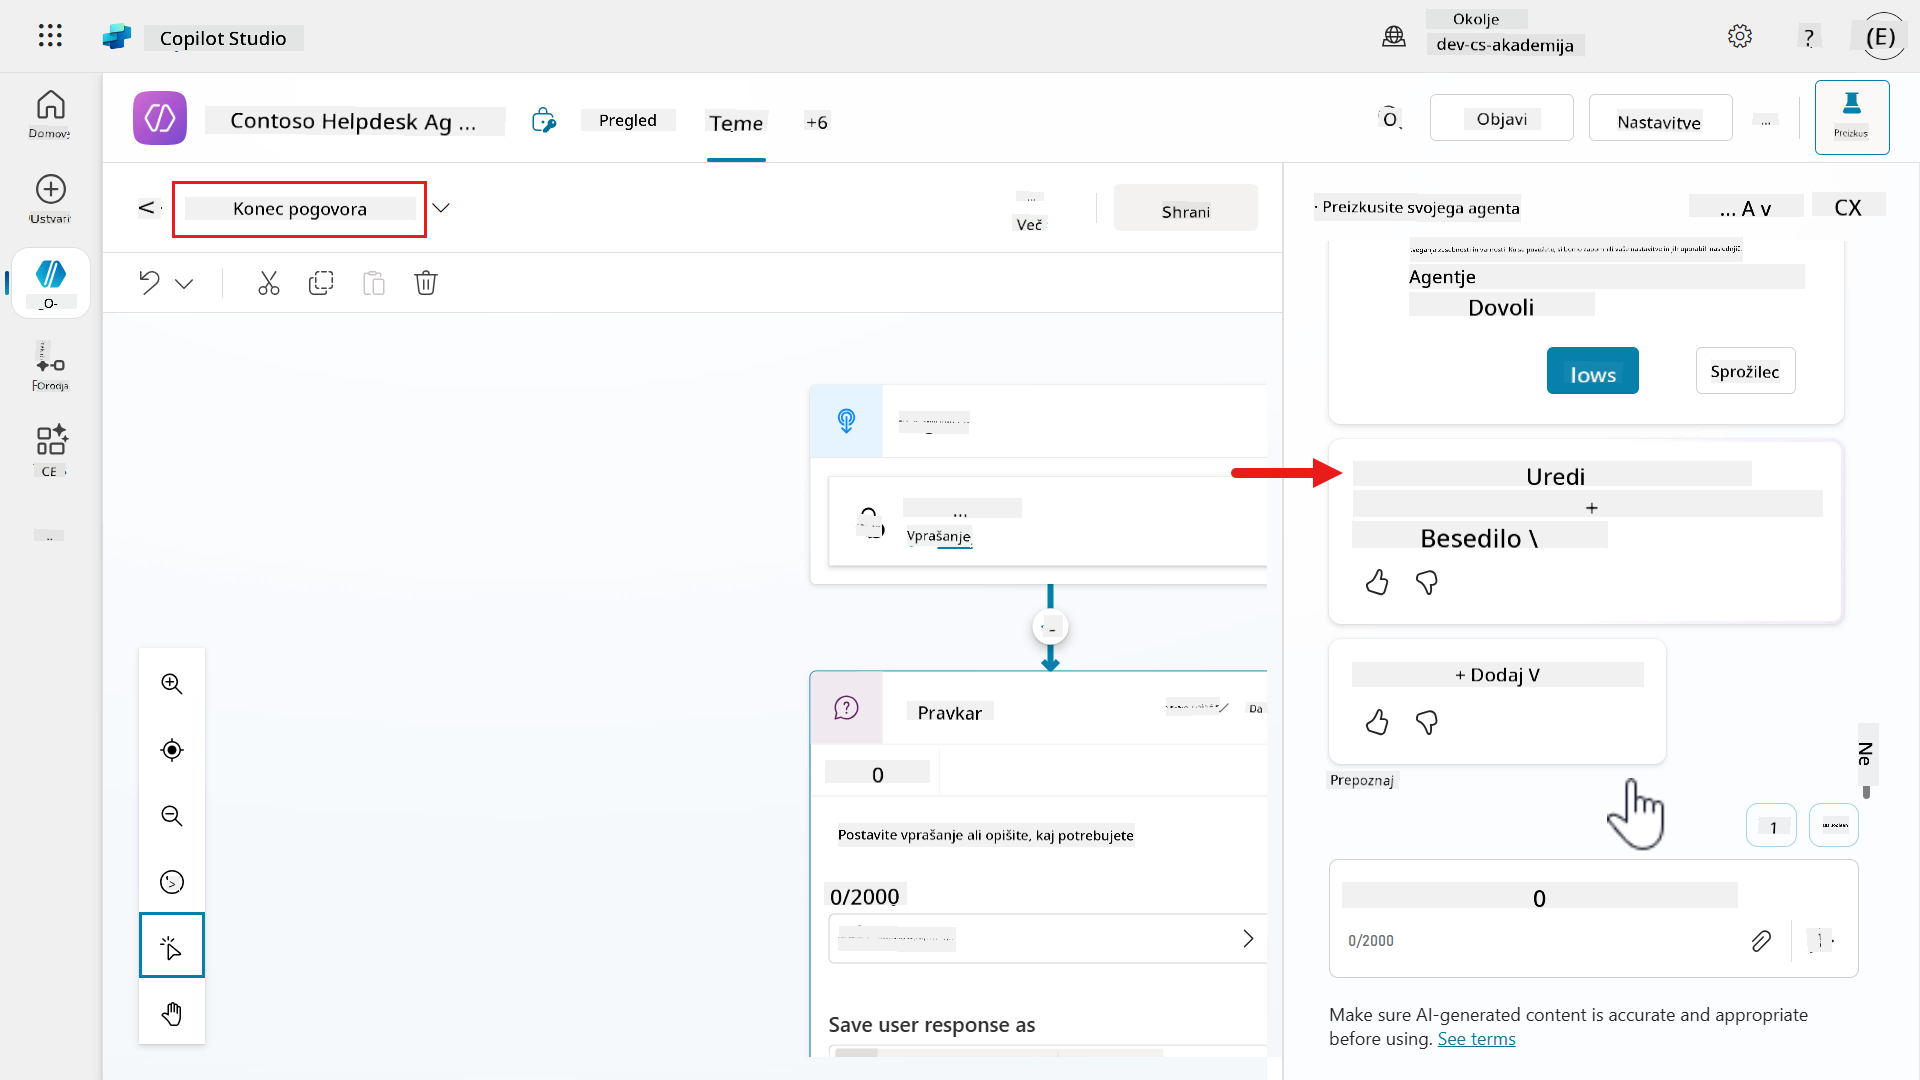 Copilot Studio
Okolje
dev-cs-akademija
?
(E)
Domov
Ustvari
Contoso Helpdesk Ag ...
Pregled
Teme
+6
Objavi
Nastavitve
...
Preizkus
<
Konec pogovora
...
Več
Shrani
Preizkusite svojega agenta
... A v
CX
Agentje
Dovoli
lows
Sprožilec
Uredi
+
Besedilo \
...
Vprašanje
+ Dodaj V
Prepoznaj
Ne
Orodja
CE
..
Pravkar
Da
0
Postavite vprašanje ali opišite, kaj potrebujete
0/2000
1
0
0/2000
Save user response as
Make sure AI-generated content is accurate and appropriate
before using. See terms